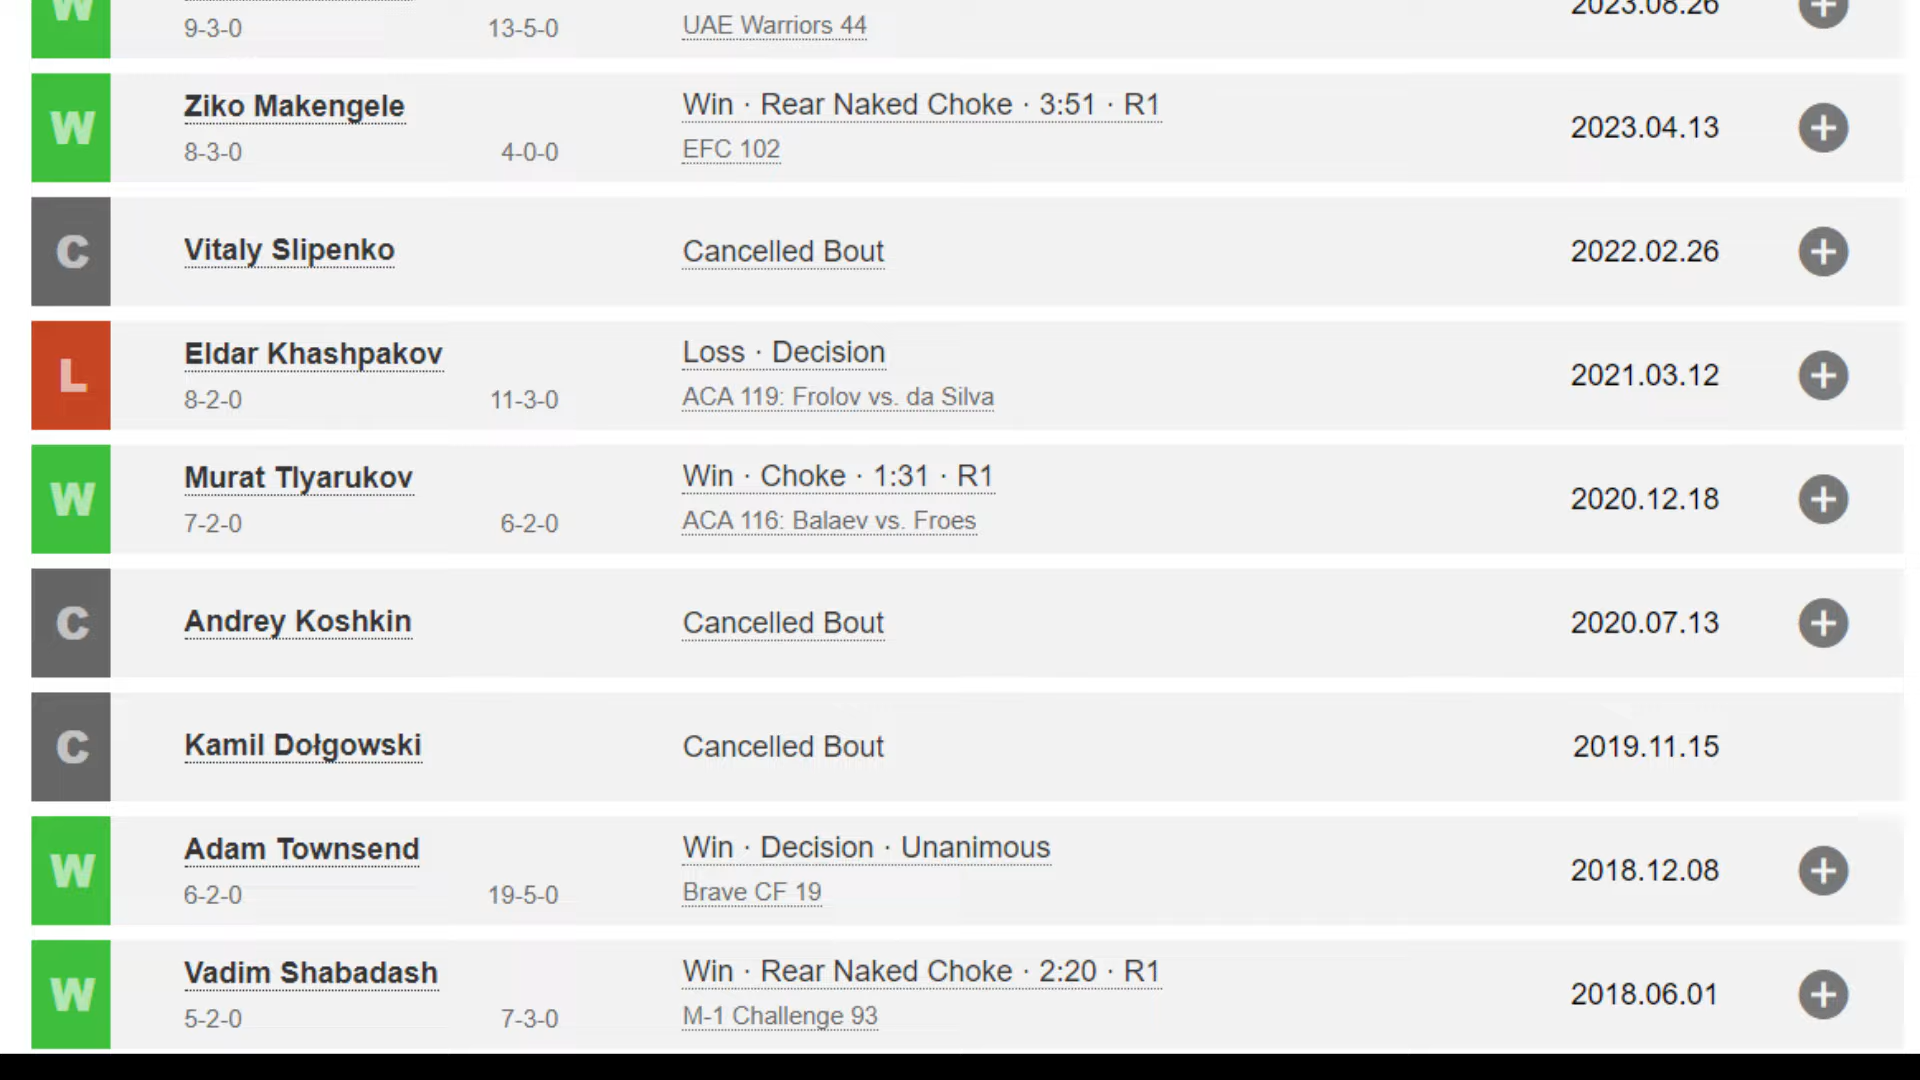 W
9-3-0 13-5-0 UAE Warriors 44 2023.08.26 +
W Ziko Makengele Win · Rear Naked Choke · 3:51 · R1 2023.04.13 +
8-3-0 4-0-0 EFC 102
C Vitaly Slipenko Cancelled Bout 2022.02.26 +
L Eldar Khashpakov Loss · Decision 2021.03.12 +
8-2-0 11-3-0 ACA 119: Frolov vs. da Silva
W Murat Tlyarukov Win · Choke · 1:31 · R1 2020.12.18 +
7-2-0 6-2-0 ACA 116: Balaev vs. Froes
C Andrey Koshkin Cancelled Bout 2020.07.13 +
C Kamil Dołgowski Cancelled Bout 2019.11.15
W Adam Townsend Win · Decision · Unanimous 2018.12.08 +
6-2-0 19-5-0 Brave CF 19
W Vadim Shabadash Win · Rear Naked Choke · 2:20 · R1 2018.06.01 +
5-2-0 7-3-0 M-1 Challenge 93